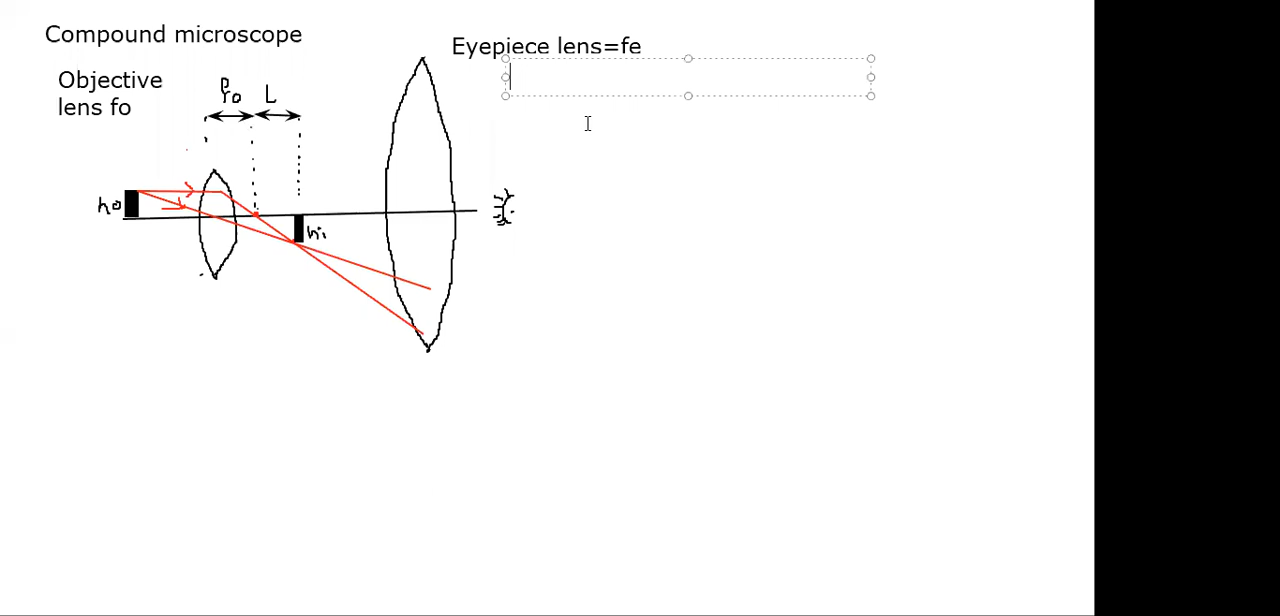 Compound microscope
Eyepiece lens=fe
Objective
lens fo
fo
L
ho
hi